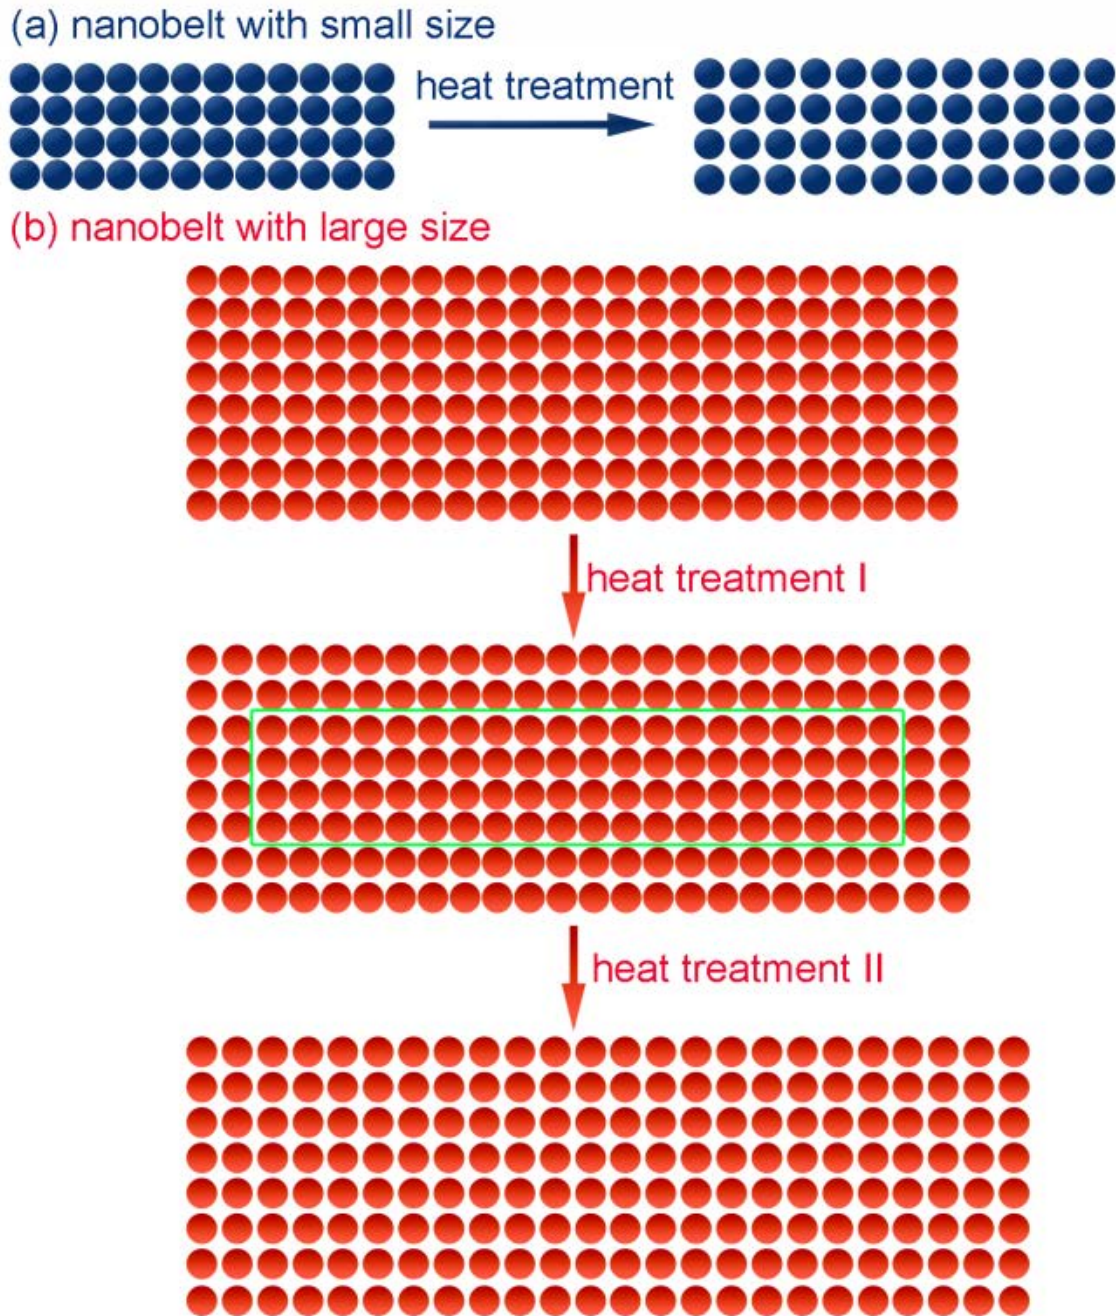 (a) nanobelt with small size
heat treatment
(b) nanobelt with large size
heat treatment I
heat treatment II